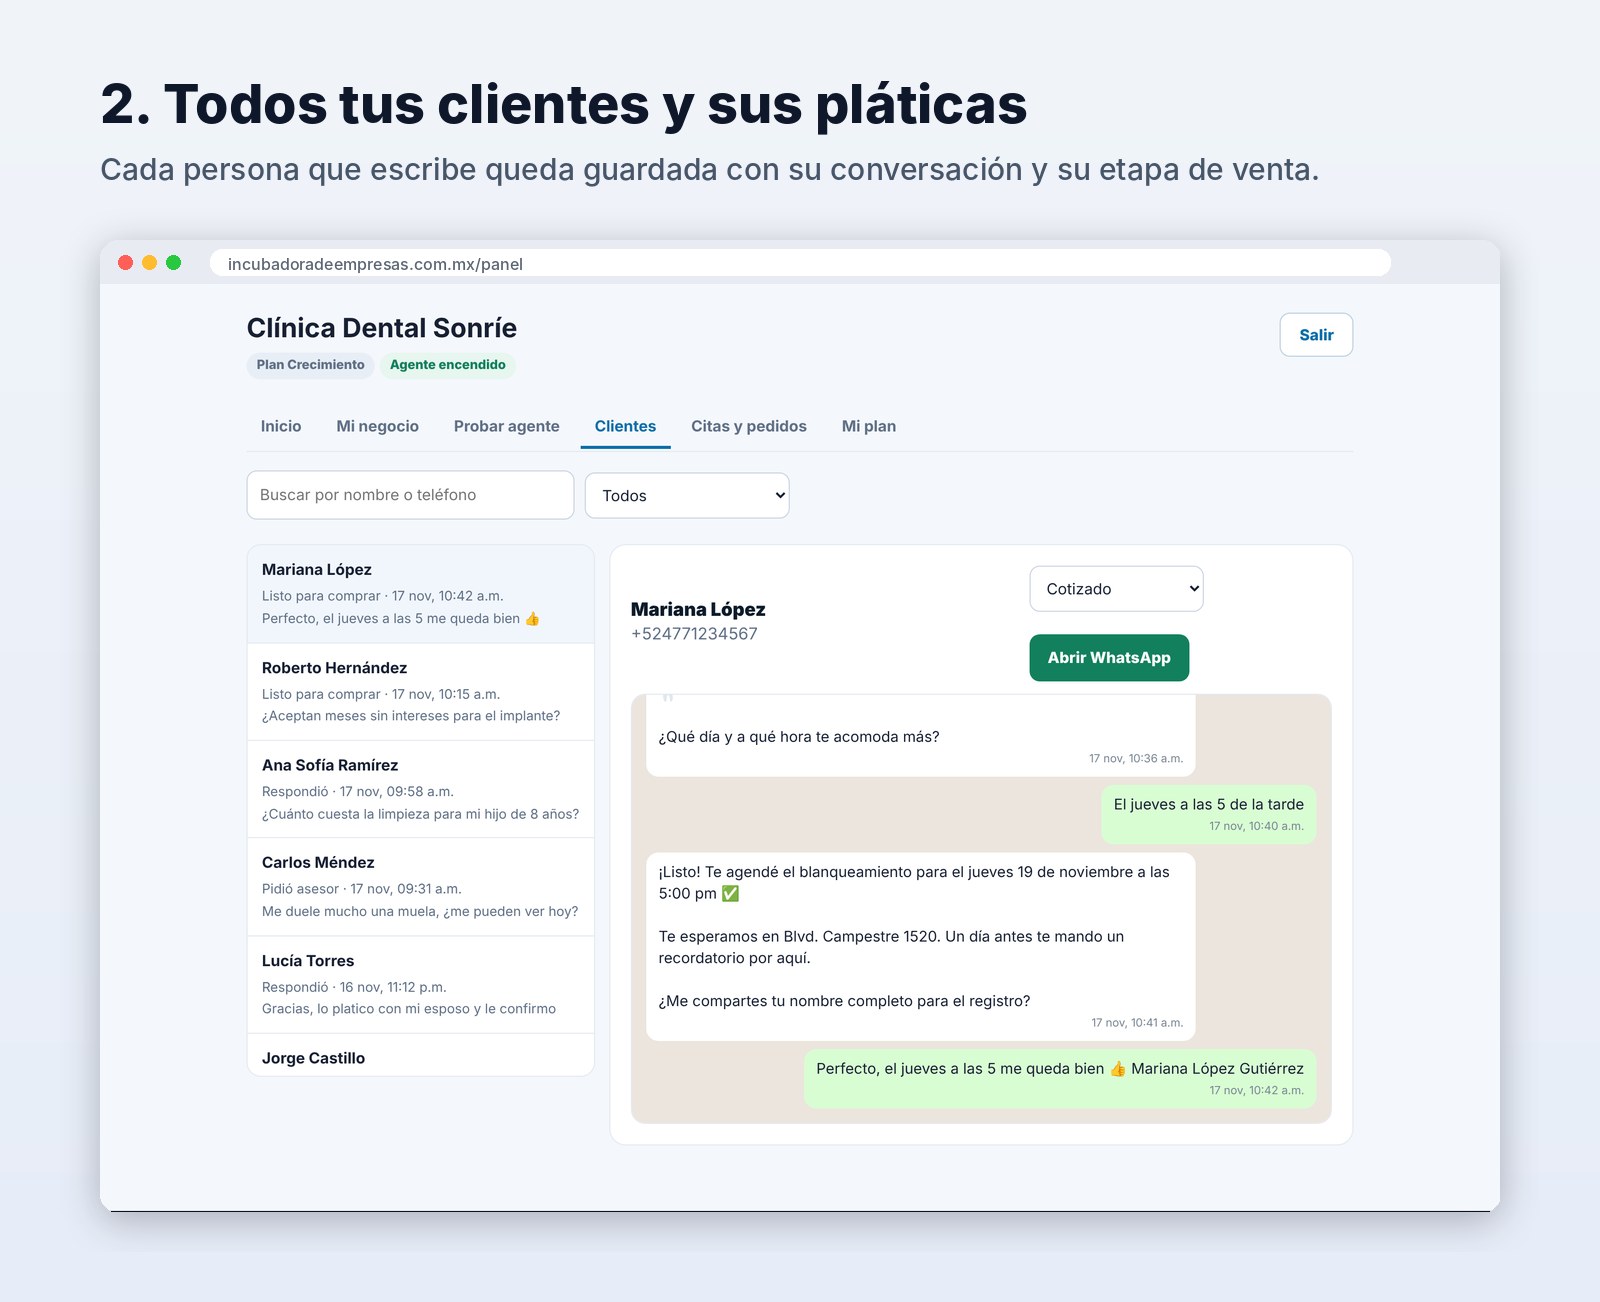 2. Todos tus clientes y sus pláticas
Cada persona que escribe queda guardada con su conversación y su etapa de venta.
incubadoradeempresas.com.mx/panel
Clínica Dental Sonríe
Salir
Plan Crecimiento
Agente encendido
Inicio
Mi negocio
Probar agente
Clientes
Citas y pedidos
Mi plan
Buscar por nombre o teléfono
Todos
Mariana López
Listo para comprar · 17 nov, 10:42 a.m.
Perfecto, el jueves a las 5 me queda bien 👍
Roberto Hernández
Listo para comprar · 17 nov, 10:15 a.m.
¿Aceptan meses sin intereses para el implante?
Ana Sofía Ramírez
Respondió · 17 nov, 09:58 a.m.
¿Cuánto cuesta la limpieza para mi hijo de 8 años?
Carlos Méndez
Pidió asesor · 17 nov, 09:31 a.m.
Me duele mucho una muela, ¿me pueden ver hoy?
Lucía Torres
Respondió · 16 nov, 11:12 p.m.
Gracias, lo platico con mi esposo y le confirmo
Jorge Castillo
Mariana López
+524771234567
Cotizado
Abrir WhatsApp
¿Qué día y a qué hora te acomoda más?
17 nov, 10:36 a.m.
El jueves a las 5 de la tarde
17 nov, 10:40 a.m.
¡Listo! Te agendé el blanqueamiento para el jueves 19 de noviembre a las
5:00 pm ✅
Te esperamos en Blvd. Campestre 1520. Un día antes te mando un
recordatorio por aquí.
¿Me compartes tu nombre completo para el registro?
17 nov, 10:41 a.m.
Perfecto, el jueves a las 5 me queda bien 👍 Mariana López Gutiérrez
17 nov, 10:42 a.m.